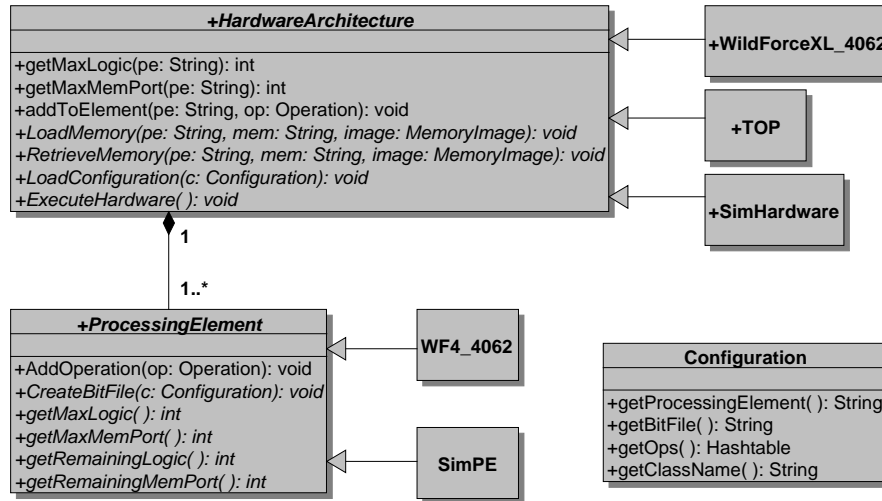 +HardwareArchitecture
+getMaxLogic(pe: String): int
+getMaxMemPort(pe: String): int
+addToElement(pe: String, op: Operation): void
+LoadMemory(pe: String, mem: String, image: MemoryImage): void
+RetrieveMemory(pe: String, mem: String, image: MemoryImage): void
+LoadConfiguration(c: Configuration): void
+ExecuteHardware( ): void
+WildForceXL_4062
+TOP
+SimHardware
1
1..*
+ProcessingElement
+AddOperation(op: Operation): void
+CreateBitFile(c: Configuration): void
+getMaxLogic( ): int
+getMaxMemPort( ): int
+getRemainingLogic( ): int
+getRemainingMemPort( ): int
WF4_4062
SimPE
Configuration
+getProcessingElement( ): String
+getBitFile( ): String
+getOps( ): Hashtable
+getClassName( ): String